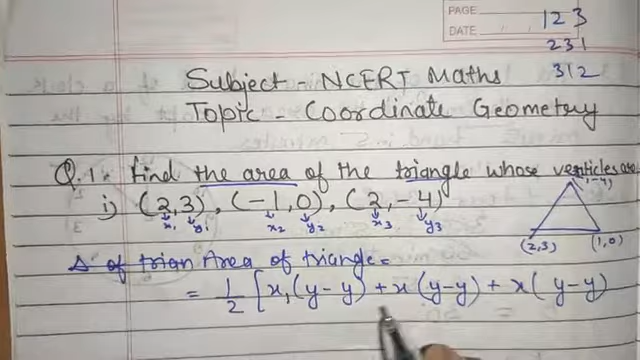 PAGE
DATE
123
231
312
Subject - NCERT Maths
Topic - Coordinate Geometry
Q.1. Find the area of the triangle whose vertices are
i) (2,3), (-1,0), (2,-4)
x₁ y₁ x₂ y₂ x₃ y₃
(2,3) (1,0)
Δ of trian Area of triangle =
= 1/2 [x₁(y-y) + x(y-y) + x(y-y)